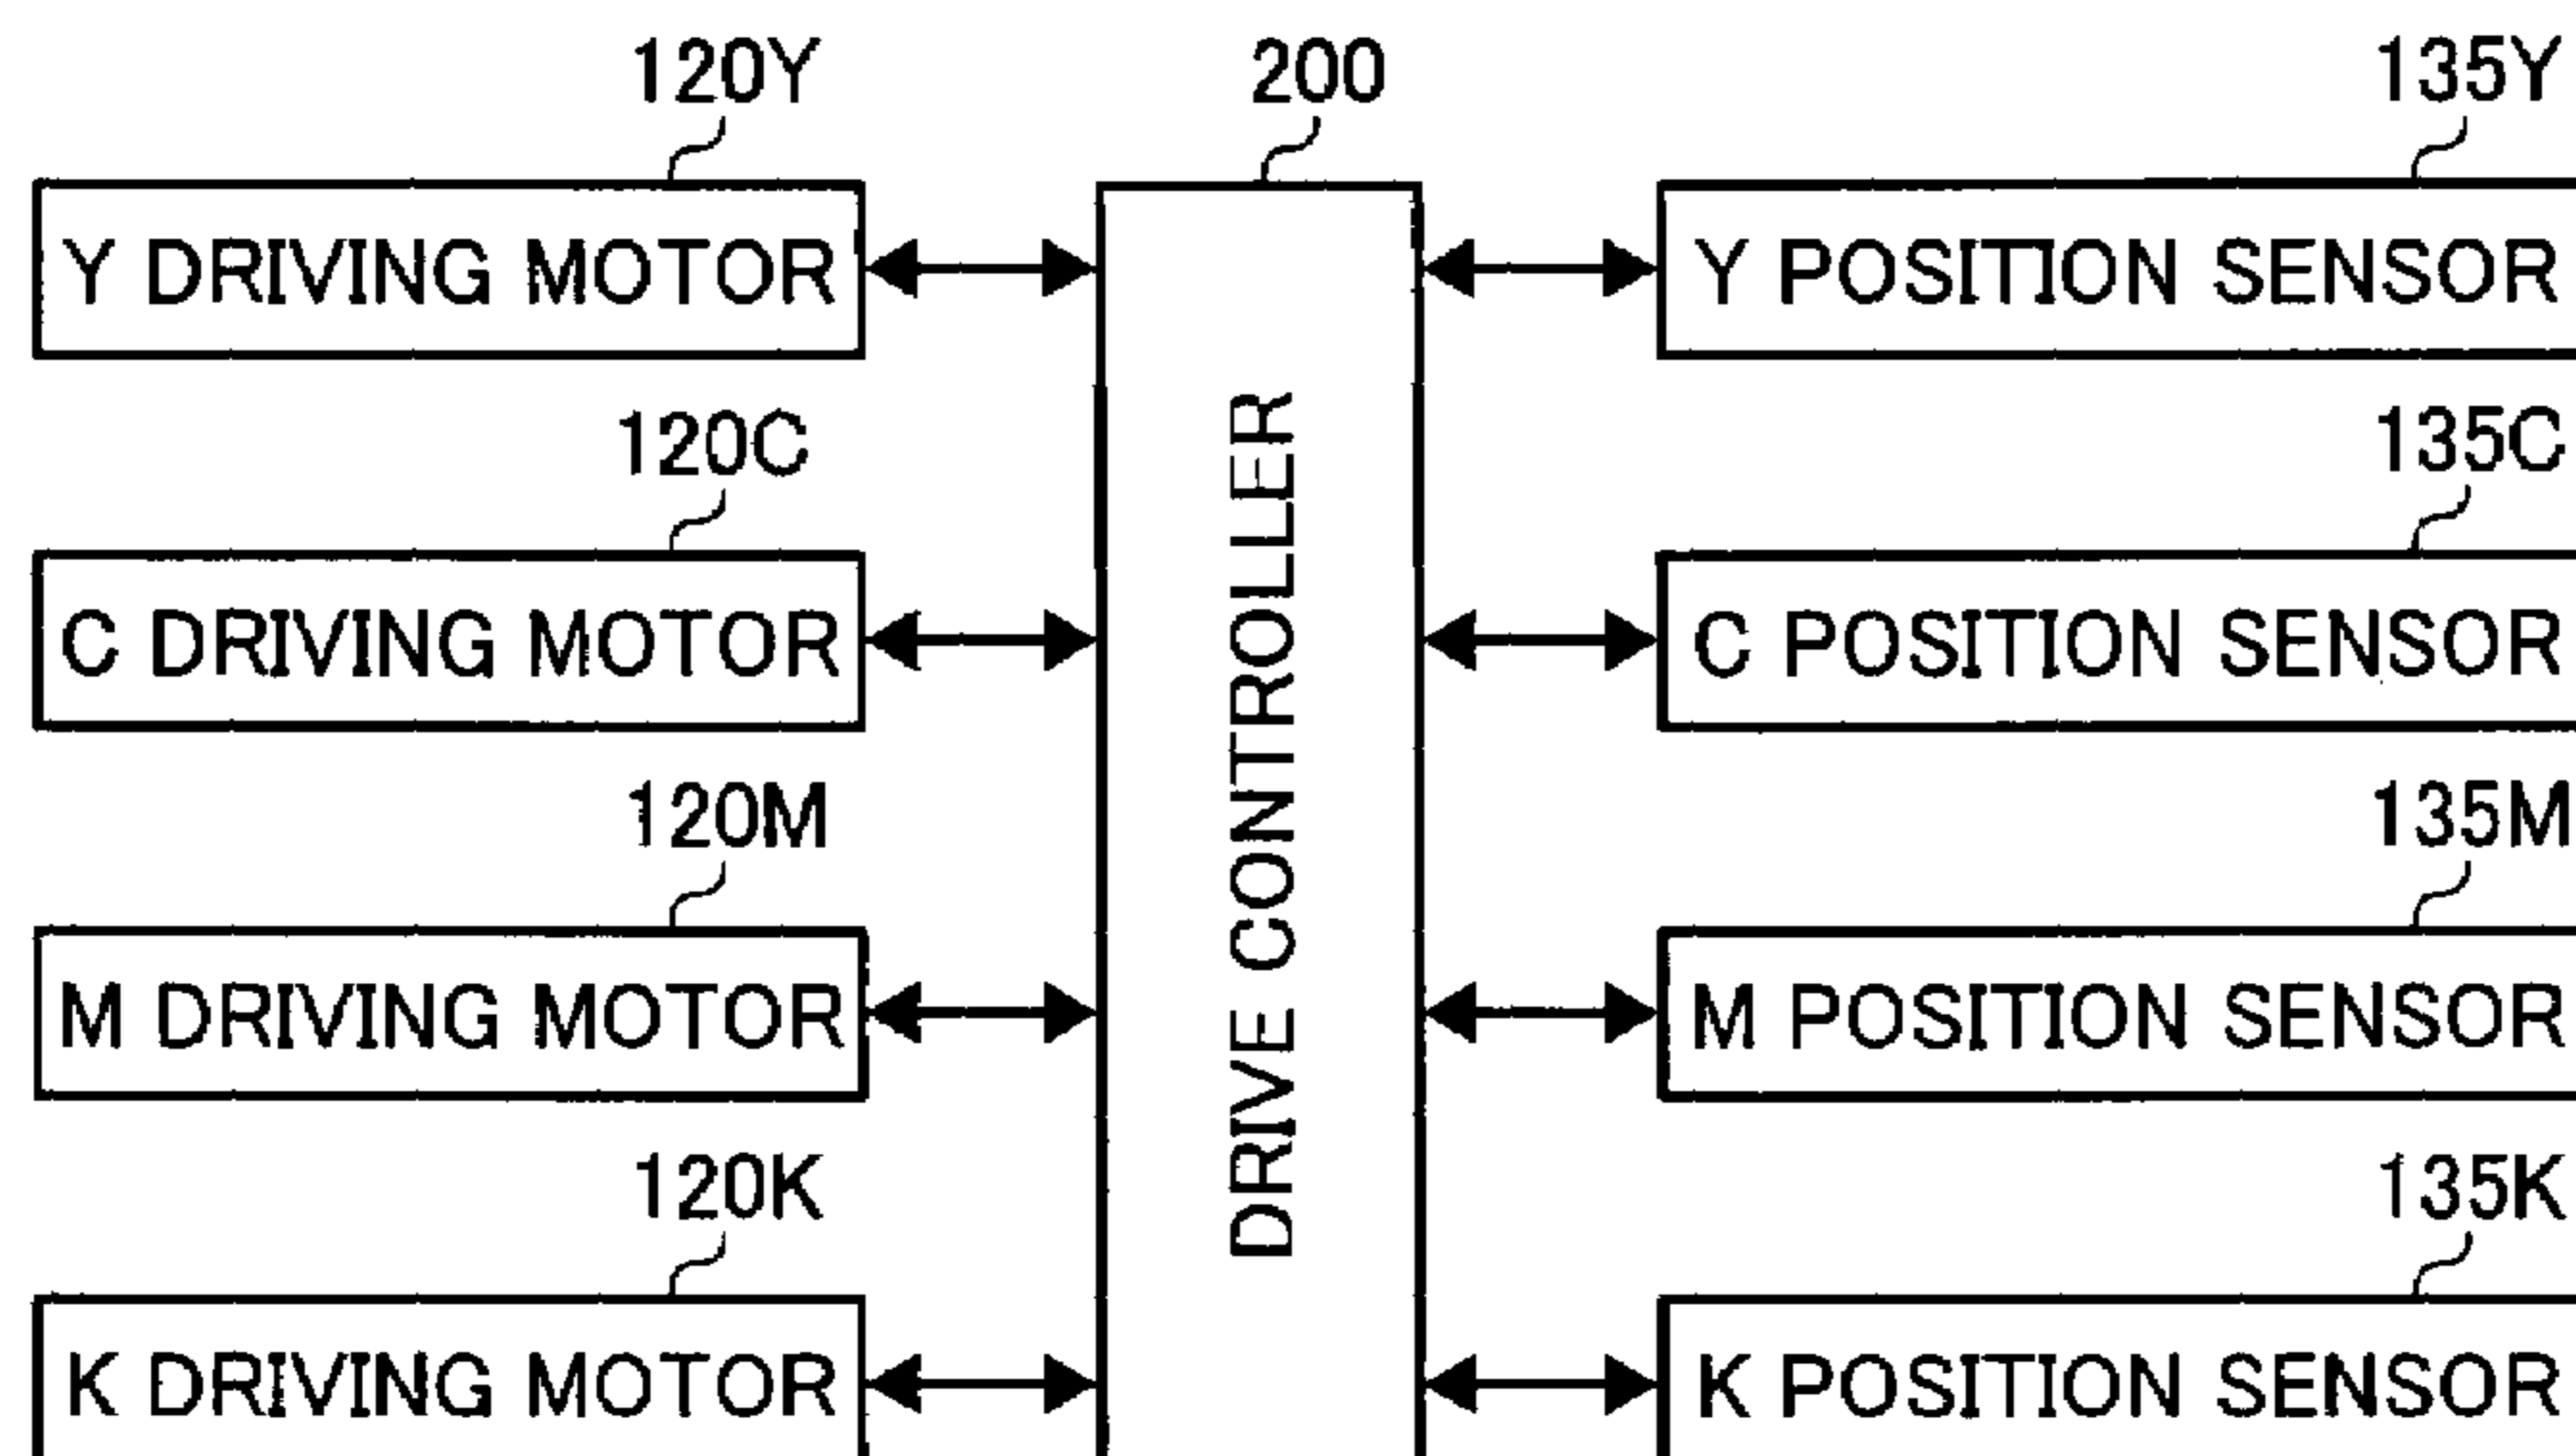 120Y
200
135Y
Y DRIVING MOTOR
Y POSITION SENSOR
120C
135C
C DRIVING MOTOR
C POSITION SENSOR
DRIVE CONTROLLER
120M
135M
M DRIVING MOTOR
M POSITION SENSOR
120K
135K
K DRIVING MOTOR
K POSITION SENSOR